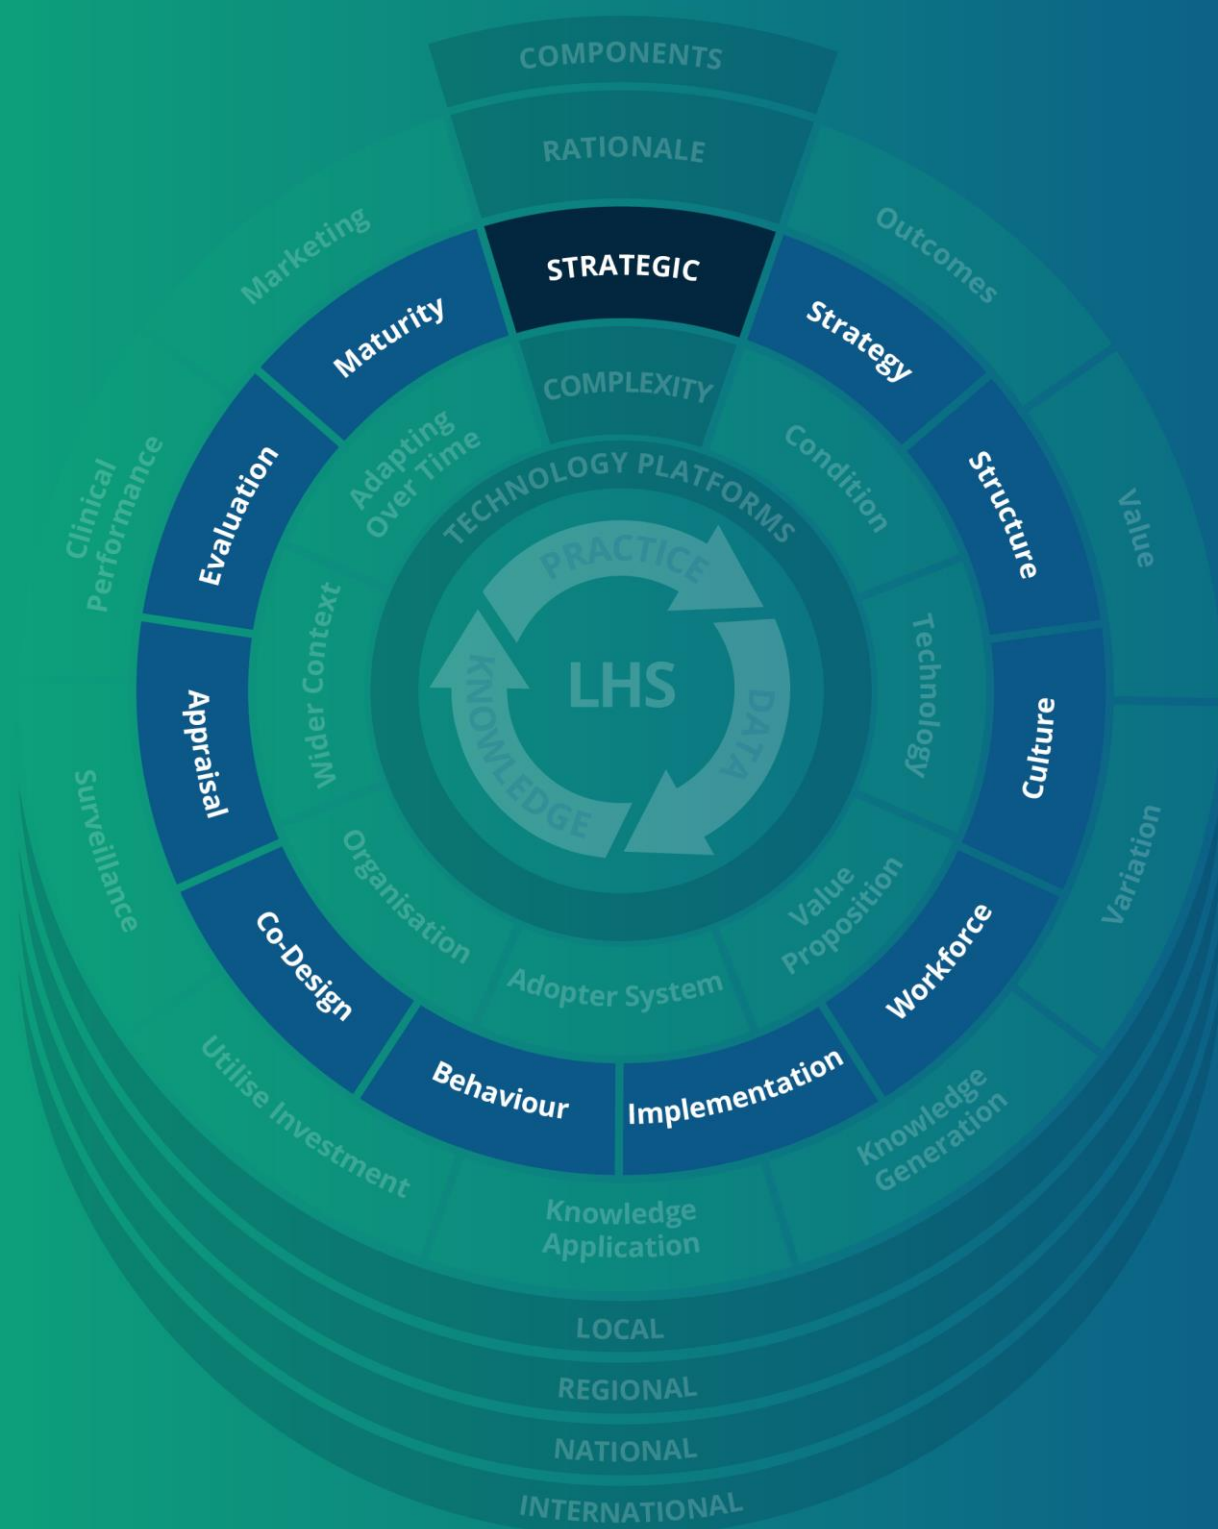 COMPONENTS
RATIONALE
Outcomes
Value
Variation
Knowledge
Generation
Knowledge
Application
Utilise Investment
Surveillance
Clinical
Performance
Marketing
STRATEGIC
Strategy
Structure
Culture
Workforce
Implementation
Behaviour
Co-Design
Appraisal
Evaluation
Maturity
COMPLEXITY
Condition
Technology
Value
Proposition
Adopter System
Organisation
Wider Context
Adapting
Over Time
TECHNOLOGY PLATFORMS
PRACTICE
DATA
KNOWLEDGE
LHS
LOCAL
REGIONAL
NATIONAL
INTERNATIONAL